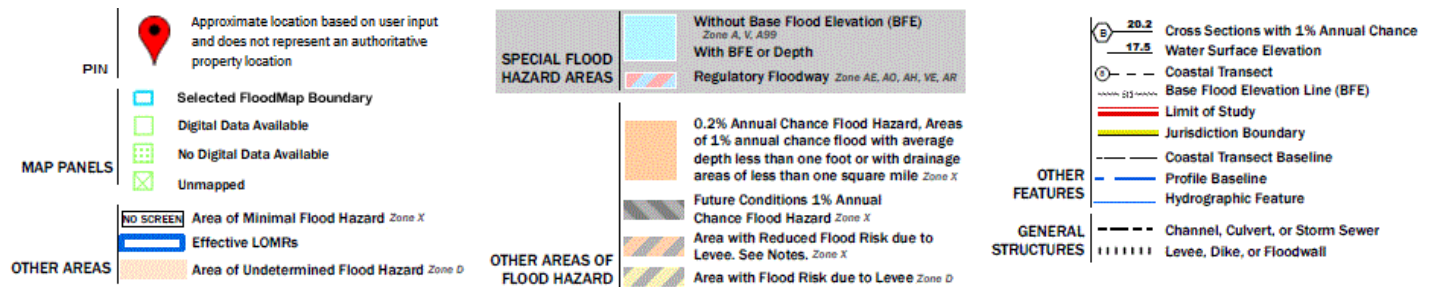 PIN
Approximate location based on user input
and does not represent an authoritative
property location
MAP PANELS
Selected FloodMap Boundary
Digital Data Available
No Digital Data Available
Unmapped
OTHER AREAS
NO SCREEN Area of Minimal Flood Hazard Zone X
Effective LOMRs
Area of Undetermined Flood Hazard Zone D
SPECIAL FLOOD
HAZARD AREAS
Without Base Flood Elevation (BFE)
Zone A, V, A99
With BFE or Depth
Regulatory Floodway Zone AE, AO, AH, VE, AR
OTHER AREAS OF
FLOOD HAZARD
0.2% Annual Chance Flood Hazard, Areas
of 1% annual chance flood with average
depth less than one foot or with drainage
areas of less than one square mile Zone X
Future Conditions 1% Annual
Chance Flood Hazard Zone X
Area with Reduced Flood Risk due to
Levee. See Notes. Zone X
Area with Flood Risk due to Levee Zone D
OTHER
FEATURES
B 20.2 Cross Sections with 1% Annual Chance
17.5 Water Surface Elevation
8 Coastal Transect
513 Base Flood Elevation Line (BFE)
Limit of Study
Jurisdiction Boundary
Coastal Transect Baseline
Profile Baseline
Hydrographic Feature
GENERAL
STRUCTURES
Channel, Culvert, or Storm Sewer
Levee, Dike, or Floodwall